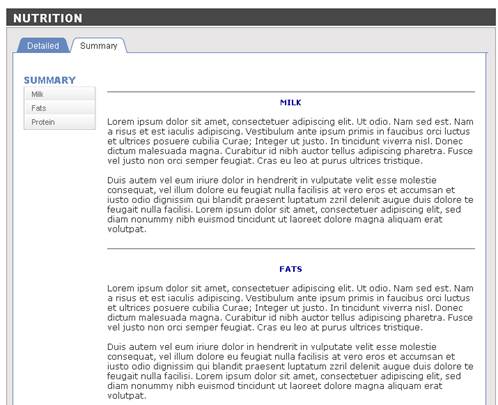 NUTRITION
Detailed
Summary
SUMMARY
Milk
Fats
Protein
MILK
Lorem ipsum dolor sit amet, consectetuer adipiscing elit. Ut odio. Nam sed est. Nam
a risus et est iaculis adipiscing. Vestibulum ante ipsum primis in faucibus orci luctus
et ultrices posuere cubilia Curae; Integer ut justo. In tincidunt viverra nisl. Donec
dictum malesuada magna. Curabitur id nibh auctor tellus adipiscing pharetra. Fusce
vel justo non orci semper feugiat. Cras eu leo at purus ultrices tristique.
Duis autem vel eum iriure dolor in hendrerit in vulputate velit esse molestie
consequat, vel illum dolore eu feugiat nulla facilisis at vero eros et accumsan et
iusto odio dignissim qui blandit praesent luptatum zzril delenit augue duis dolore te
feugait nulla facilisi. Lorem ipsum dolor sit amet, consectetuer adipiscing elit, sed
diam nonummy nibh euismod tincidunt ut laoreet dolore magna aliquam erat
volutpat.
FATS
Lorem ipsum dolor sit amet, consectetuer adipiscing elit. Ut odio. Nam sed est. Nam
a risus et est iaculis adipiscing. Vestibulum ante ipsum primis in faucibus orci luctus
et ultrices posuere cubilia Curae; Integer ut justo. In tincidunt viverra nisl. Donec
dictum malesuada magna. Curabitur id nibh auctor tellus adipiscing pharetra. Fusce
vel justo non orci semper feugiat. Cras eu leo at purus ultrices tristique.
Duis autem vel eum iriure dolor in hendrerit in vulputate velit esse molestie
consequat, vel illum dolore eu feugiat nulla facilisis at vero eros et accumsan et
iusto odio dignissim qui blandit praesent luptatum zzril delenit augue duis dolore te
feugait nulla facilisi. Lorem ipsum dolor sit amet, consectetuer adipiscing elit, sed
diam nonummy nibh euismod tincidunt ut laoreet dolore magna aliquam erat
volutpat.